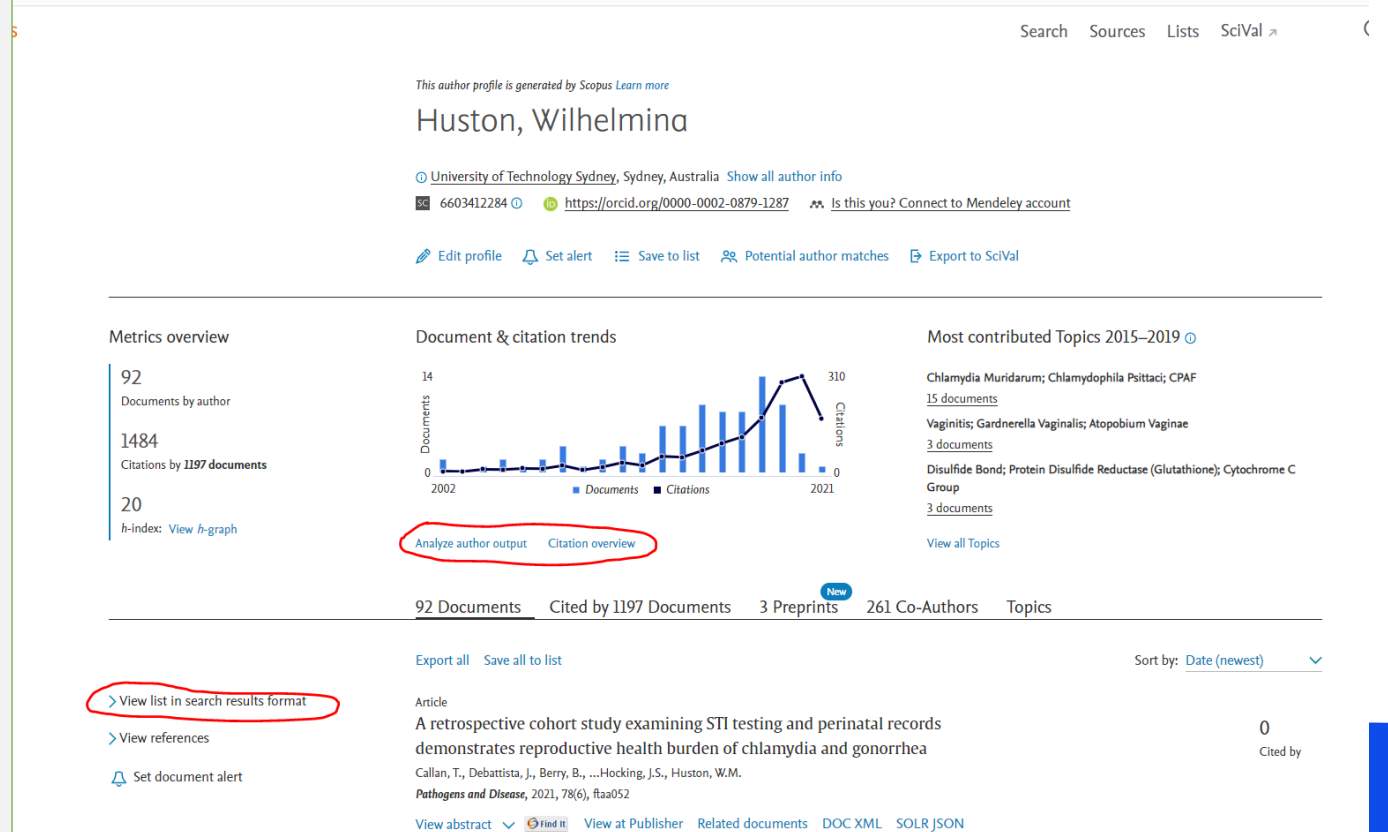 s
Search Sources Lists SciVal
This author profile is generated by Scopus Learn more
Huston, Wilhelmina
University of Technology Sydney, Sydney, Australia Show all author info
SC 6603412284 iD https://orcid.org/0000-0002-0879-1287 Is this you? Connect to Mendeley account
Edit profile Set alert Save to list Potential author matches Export to SciVal
Metrics overview
92
Documents by author
1484
Citations by 1197 documents
20
h-index: View h-graph
Document & citation trends
14
310
Documents
Citations
0
0
2002
Documents Citations
2021
Analyze author output Citation overview
Most contributed Topics 2015–2019
Chlamydia Muridarum; Chlamydophila Psittaci; CPAF
15 documents
Vaginitis; Gardnerella Vaginalis; Atopobium Vaginae
3 documents
Disulfide Bond; Protein Disulfide Reductase (Glutathione); Cytochrome C
Group
3 documents
View all Topics
New
92 Documents Cited by 1197 Documents 3 Preprints 261 Co-Authors Topics
Export all Save all to list
Sort by: Date (newest)
View list in search results format
View references
Set document alert
Article
A retrospective cohort study examining STI testing and perinatal records
demonstrates reproductive health burden of chlamydia and gonorrhea
Callan, T., Debattista, J., Berry, B., ...Hocking, J.S., Huston, W.M.
Pathogens and Disease, 2021, 78(6), ftaa052
0
Cited by
View abstract Find It View at Publisher Related documents DOC XML SOLR JSON